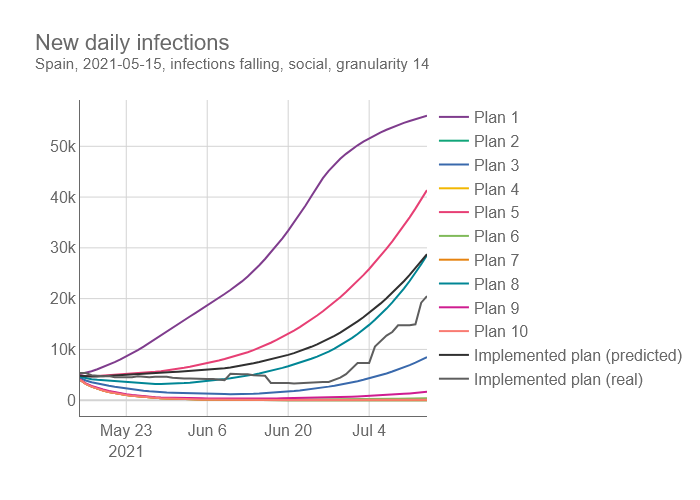 New daily infections
Spain, 2021-05-15, infections falling, social, granularity 14
50k
40k
30k
20k
10k
0
May 23
2021
Jun 6
Jun 20
Jul 4
Plan 1
Plan 2
Plan 3
Plan 4
Plan 5
Plan 6
Plan 7
Plan 8
Plan 9
Plan 10
Implemented plan (predicted)
Implemented plan (real)